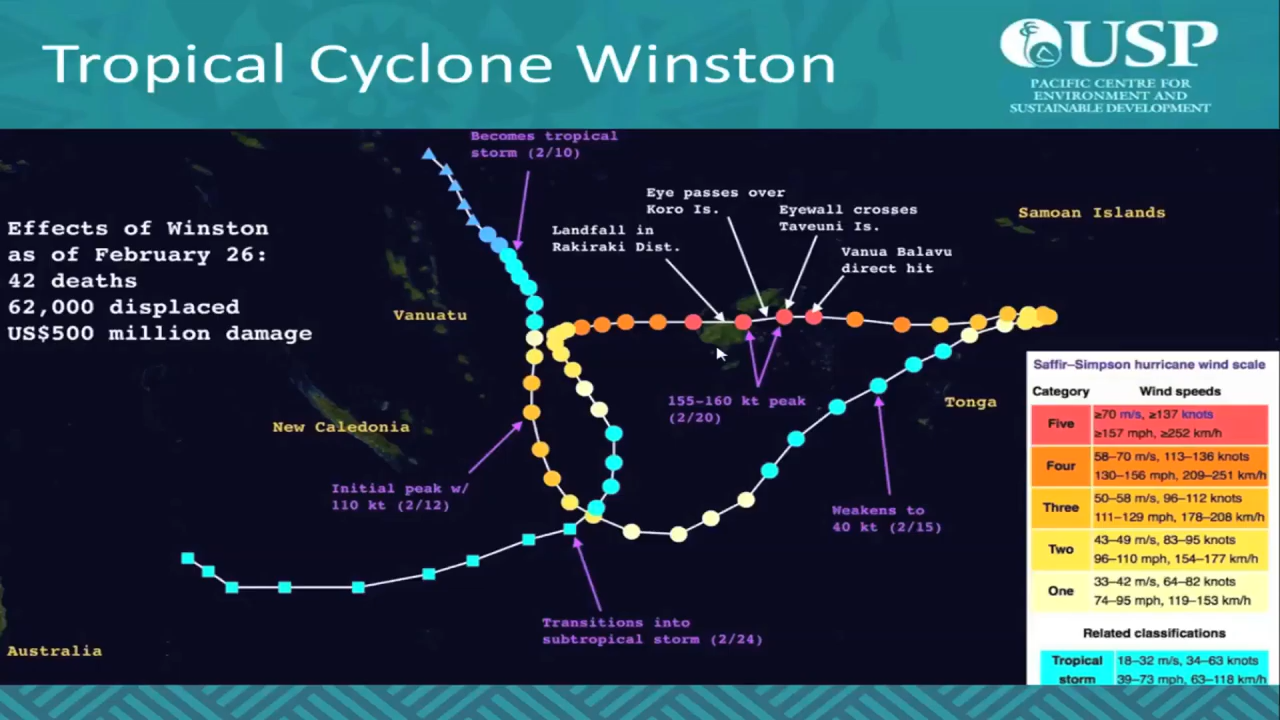 Tropical Cyclone Winston
USP
PACIFIC CENTRE FOR
ENVIRONMENT AND
SUSTAINABLE DEVELOPMENT
Becomes tropical
storm (2/10)
Eye passes over
Koro Is.
Eyewall crosses
Taveuni Is.
Samoan Islands
Landfall in
Rakiraki Dist.
Vanua Balavu
direct hit
Effects of Winston
as of February 26:
42 deaths
62,000 displaced
US$500 million damage
Vanuatu
155-160 kt peak
(2/20)
Tonga
New Caledonia
Initial peak w/
110 kt (2/12)
Weakens to
40 kt (2/15)
Transitions into
subtropical storm (2/24)
Australia
Saffir–Simpson hurricane wind scale
Category Wind speeds
Five
≥70 m/s, ≥137 knots
≥157 mph, ≥252 km/h
Four
58–70 m/s, 113–136 knots
130–156 mph, 209–251 km/h
Three
50–58 m/s, 96–112 knots
111–129 mph, 178–208 km/h
Two
43–49 m/s, 83–95 knots
96–110 mph, 154–177 km/h
One
33–42 m/s, 64–82 knots
74–95 mph, 119–153 km/h
Related classifications
Tropical
storm
18–32 m/s, 34–63 knots
39–73 mph, 63–118 km/h